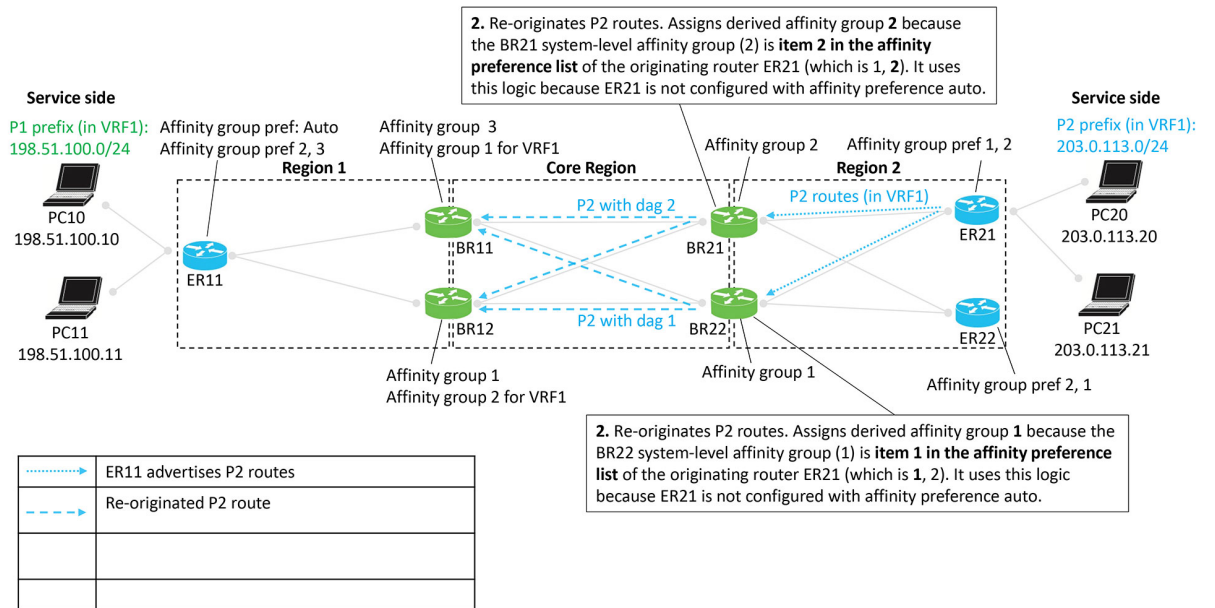 2. Re-originates P2 routes. Assigns derived affinity group 2 because
the BR21 system-level affinity group (2) is item 2 in the affinity
preference list of the originating router ER21 (which is 1, 2). It uses
this logic because ER21 is not configured with affinity preference auto.
Service side
P1 prefix (in VRF1):
198.51.100.0/24
PC10
198.51.100.10
PC11
198.51.100.11
Affinity group pref: Auto
Affinity group pref 2, 3
Region 1
ER11
Affinity group 3
Affinity group 1 for VRF1
BR11
BR12
Affinity group 1
Affinity group 2 for VRF1
Core Region
P2 with dag 2
P2 with dag 1
Affinity group 2
BR21
BR22
Affinity group 1
Affinity group pref 1, 2
Region 2
P2 routes (in VRF1)
ER21
ER22
Affinity group pref 2, 1
Service side
P2 prefix (in VRF1):
203.0.113.0/24
PC20
203.0.113.20
PC21
203.0.113.21
2. Re-originates P2 routes. Assigns derived affinity group 1 because the
BR22 system-level affinity group (1) is item 1 in the affinity preference
list of the originating router ER21 (which is 1, 2). It uses this logic
because ER21 is not configured with affinity preference auto.
ER11 advertises P2 routes
Re-originated P2 route